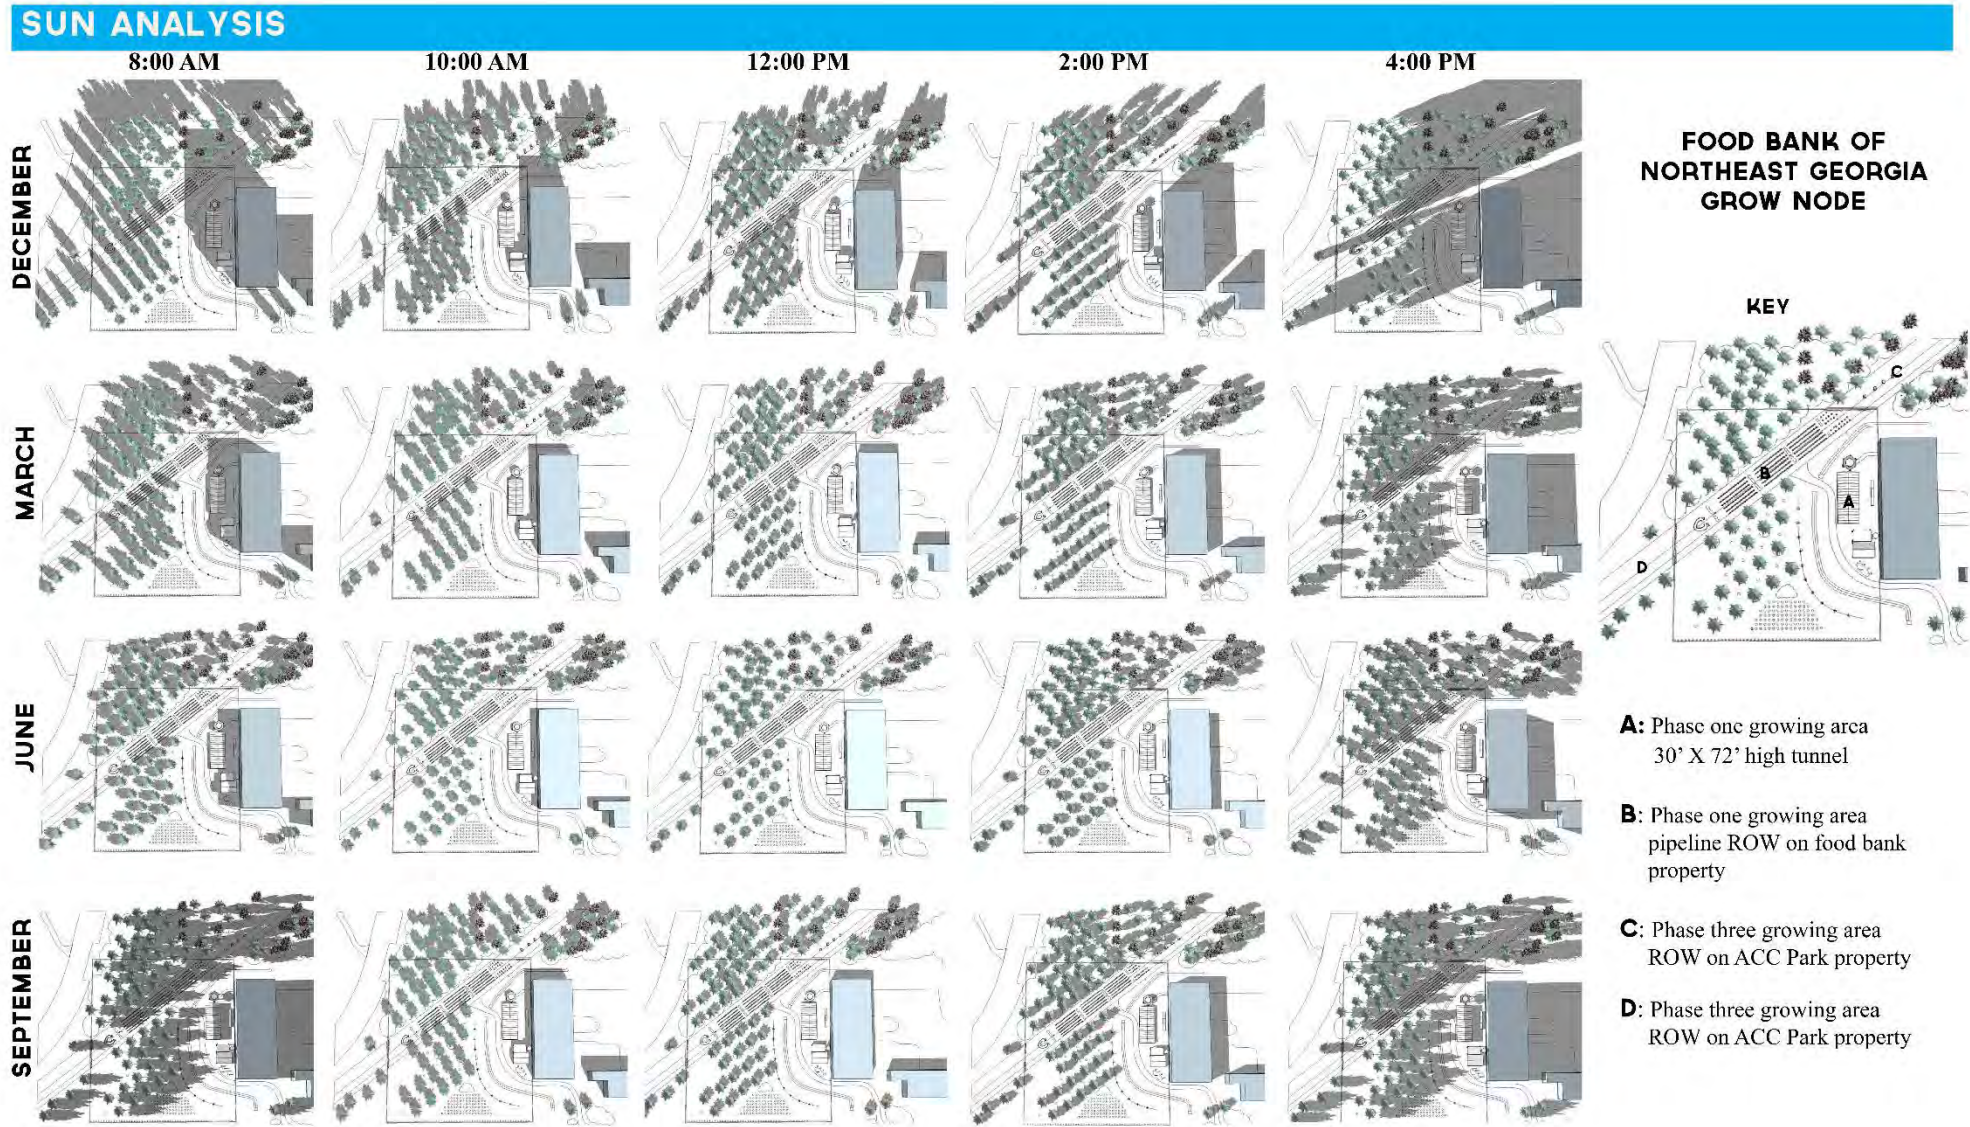 SUN ANALYSIS
8:00 AM
10:00 AM
12:00 PM
2:00 PM
4:00 PM
DECEMBER
MARCH
JUNE
SEPTEMBER
FOOD BANK OF
NORTHEAST GEORGIA
GROW NODE
KEY
C
B
A
D
A: Phase one growing area
30' X 72' high tunnel
B: Phase one growing area
pipeline ROW on food bank
property
C: Phase three growing area
ROW on ACC Park property
D: Phase three growing area
ROW on ACC Park property